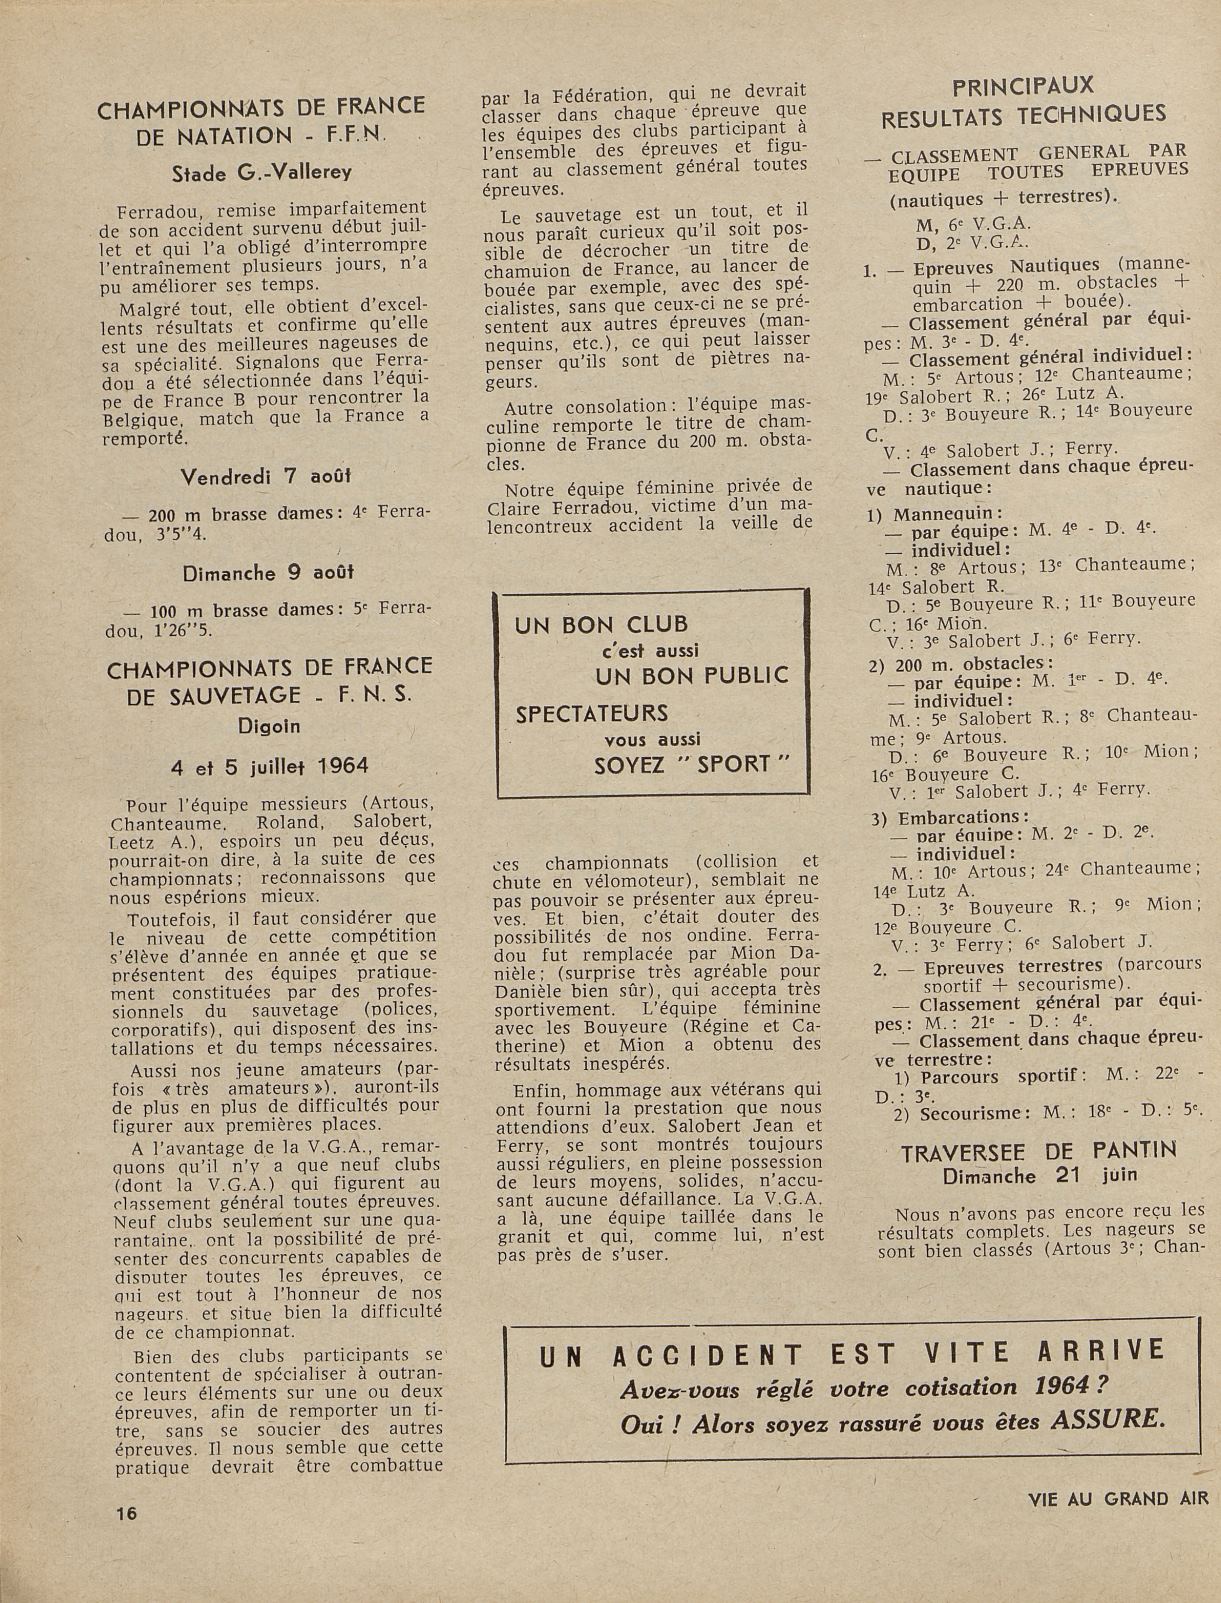 CHAMPIONNATS DE FRANCE
DE NATATION - F.F.N.
Stade G.-Vallerey
Ferradou, remise imparfaitement
de son accident survenu début juil-
let et qui l'a obligé d'interrompre
l'entraînement plusieurs jours, n'a
pu améliorer ses temps.
Malgré tout, elle obtient d'excel-
lents résultats et confirme qu'elle
est une des meilleures nageuses de
sa spécialité. Signalons que Ferra-
dou a été sélectionnée dans l'équi-
pe de France B pour rencontrer la
Belgique, match que la France a
remporté.
Vendredi 7 août
— 200 m brasse dames : 4e Ferra-
dou, 3'5"4.
Dimanche 9 août
— 100 m brasse dames : 5e Ferra-
dou, 1'26"5.
CHAMPIONNATS DE FRANCE
DE SAUVETAGE - F. N. S.
Digoin
4 et 5 juillet 1964
Pour l'équipe messieurs (Artous,
Chanteaume, Roland, Salobert,
Leetz A.), espoirs un peu déçus,
pourrait-on dire, à la suite de ces
championnats ; reconnaissons que
nous espérions mieux.
Toutefois, il faut considérer que
le niveau de cette compétition
s'élève d'année en année et que se
présentent des équipes pratique-
ment constituées par des profes-
sionnels du sauvetage (polices,
corporatifs), qui disposent des ins-
tallations et du temps nécessaires.
Aussi nos jeune amateurs (par-
fois « très amateurs »), auront-ils
de plus en plus de difficultés pour
figurer aux premières places.
A l'avantage de la V.G.A., remar-
quons qu'il n'y a que neuf clubs
(dont la V.G.A.) qui figurent au
classement général toutes épreuves.
Neuf clubs seulement sur une qua-
rantaine, ont la possibilité de pré-
senter des concurrents capables de
disputer toutes les épreuves, ce
qui est tout à l'honneur de nos
nageurs, et situe bien la difficulté
de ce championnat.
Bien des clubs participants se
contentent de spécialiser à outran-
ce leurs éléments sur une ou deux
épreuves, afin de remporter un ti-
tre, sans se soucier des autres
épreuves. Il nous semble que cette
pratique devrait être combattue
par la Fédération, qui ne devrait
classer dans chaque épreuve que
les équipes des clubs participant à
l'ensemble des épreuves et figu-
rant au classement général toutes
épreuves.
Le sauvetage est un tout, et il
nous paraît curieux qu'il soit pos-
sible de décrocher un titre de
chamuion de France, au lancer de
bouée par exemple, avec des spé-
cialistes, sans que ceux-ci ne se pré-
sentent aux autres épreuves (man-
nequins, etc.), ce qui peut laisser
penser qu'ils sont de piètres na-
geurs.
Autre consolation : l'équipe mas-
culine remporte le titre de cham-
pionne de France du 200 m. obsta-
cles.
Notre équipe féminine privée de
Claire Ferradou, victime d'un ma-
lencontreux accident la veille de
UN BON CLUB
c'est aussi
UN BON PUBLIC
SPECTATEURS
vous aussi
SOYEZ " SPORT "
ces championnats (collision et
chute en vélomoteur), semblait ne
pas pouvoir se présenter aux épreu-
ves. Et bien, c'était douter des
possibilités de nos ondine. Ferra-
dou fut remplacée par Mion Da-
nièle ; (surprise très agréable pour
Danièle bien sûr), qui accepta très
sportivement. L'équipe féminine
avec les Bouyeure (Régine et Ca-
therine) et Mion a obtenu des
résultats inespérés.
Enfin, hommage aux vétérans qui
ont fourni la prestation que nous
attendions d'eux. Salobert Jean et
Ferry, se sont montrés toujours
aussi réguliers, en pleine possession
de leurs moyens, solides, n'accu-
sant aucune défaillance. La V.G.A.
a là, une équipe taillée dans le
granit et qui, comme lui, n'est
pas près de s'user.
PRINCIPAUX
RESULTATS TECHNIQUES
— CLASSEMENT GENERAL PAR
EQUIPE TOUTES EPREUVES
(nautiques + terrestres).
M, 6e V.G.A.
D, 2e V.G.A.
1. — Epreuves Nautiques (manne-
quin + 220 m. obstacles +
embarcation + bouée).
— Classement général par équi-
pes : M. 3e - D. 4e.
— Classement général individuel :
M. : 5e Artous ; 12e Chanteaume ;
19e Salobert R. ; 26e Lutz A.
D. : 3e Bouyeure R. ; 14e Bouyeure
C.
V. : 4e Salobert J. ; Ferry.
— Classement dans chaque épreu-
ve nautique :
1) Mannequin :
— par équipe : M. 4e - D. 4e.
— individuel :
M. : 8e Artous ; 13e Chanteaume ;
14e Salobert R.
D. : 5e Bouyeure R. ; 11e Bouyeure
C. ; 16e Mion.
V. : 3e Salobert J. ; 6e Ferry.
2) 200 m. obstacles :
— par équipe : M. 1er - D. 4e.
— individuel :
M. : 5e Salobert R. ; 8e Chanteau-
me ; 9e Artous.
D. : 6e Bouyeure R. ; 10e Mion ;
16e Bouyeure C.
V. : 1er Salobert J. ; 4e Ferry.
3) Embarcations :
— par équipe : M. 2e - D. 2e.
— individuel :
M. : 10e Artous ; 24e Chanteaume ;
14e Lutz A.
D. : 3e Bouyeure R. ; 9e Mion ;
12e Bouyeure C.
V. : 3e Ferry ; 6e Salobert J.
2. — Epreuves terrestres (parcours
sportif + secourisme).
— Classement général par équi-
pes : M. : 21e - D. : 4e.
— Classement dans chaque épreu-
ve terrestre :
1) Parcours sportif : M. : 22e -
D. : 3e.
2) Secourisme : M. : 18e - D. : 5e.
TRAVERSEE DE PANTIN
Dimanche 21 juin
Nous n'avons pas encore reçu les
résultats complets. Les nageurs se
sont bien classés (Artous 3e ; Chan-
UN ACCIDENT EST VITE ARRIVE
Avez-vous réglé votre cotisation 1964 ?
Oui ! Alors soyez rassuré vous êtes ASSURE.
16
VIE AU GRAND AIR